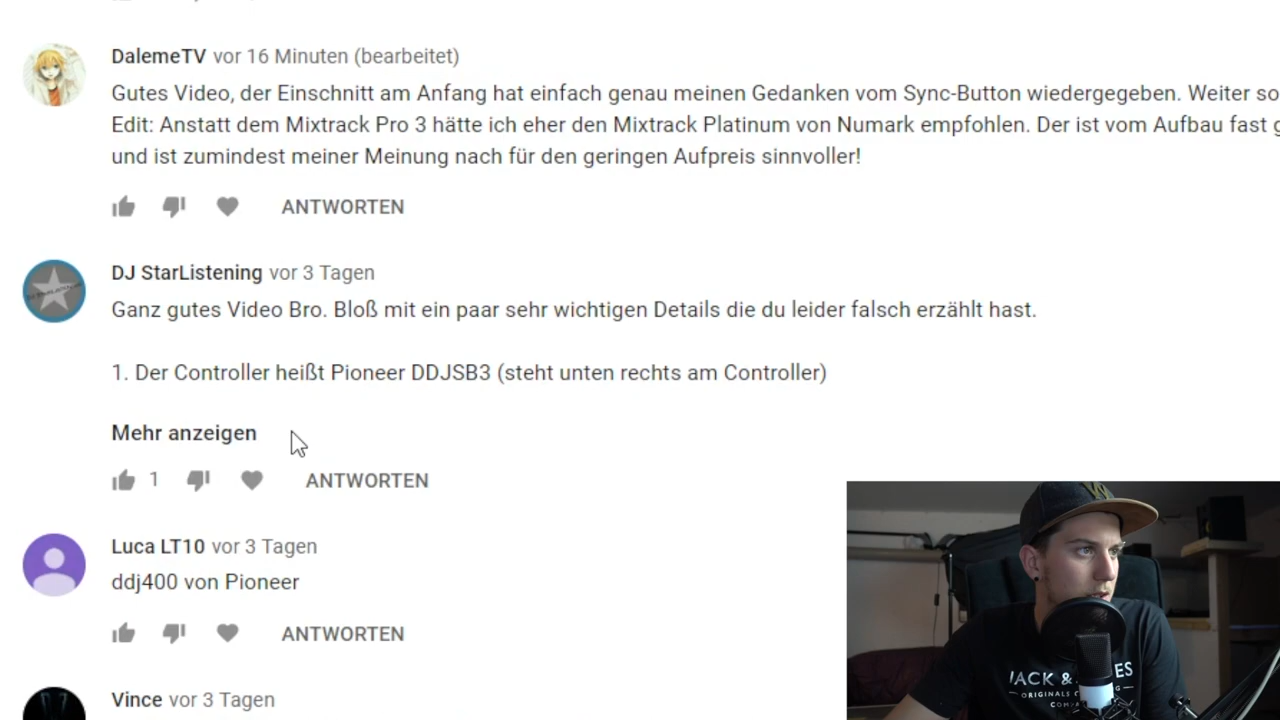 DalemeTV vor 16 Minuten (bearbeitet)
Gutes Video, der Einschnitt am Anfang hat einfach genau meinen Gedanken vom Sync-Button wiedergegeben. Weiter so
Edit: Anstatt dem Mixtrack Pro 3 hätte ich eher den Mixtrack Platinum von Numark empfohlen. Der ist vom Aufbau fast
und ist zumindest meiner Meinung nach für den geringen Aufpreis sinnvoller!
ANTWORTEN
DJ StarListening vor 3 Tagen
Ganz gutes Video Bro. Bloß mit ein paar sehr wichtigen Details die du leider falsch erzählt hast.
1. Der Controller heißt Pioneer DDJSB3 (steht unten rechts am Controller)
Mehr anzeigen
1 ANTWORTEN
Luca LT10 vor 3 Tagen
ddj400 von Pioneer
ANTWORTEN
Vince vor 3 Tagen
JACK &
ORIGINALS